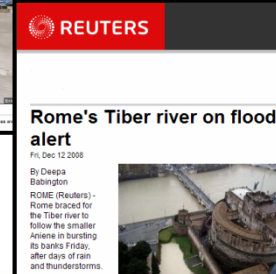 REUTERS
Rome's Tiber river on flood
alert
Fri, Dec 12 2008
By Deepa
Babington
ROME (Reuters) -
Rome braced for
the Tiber river to
follow the smaller
Aniene in bursting
its banks Friday,
after days of rain
and thunderstorms.